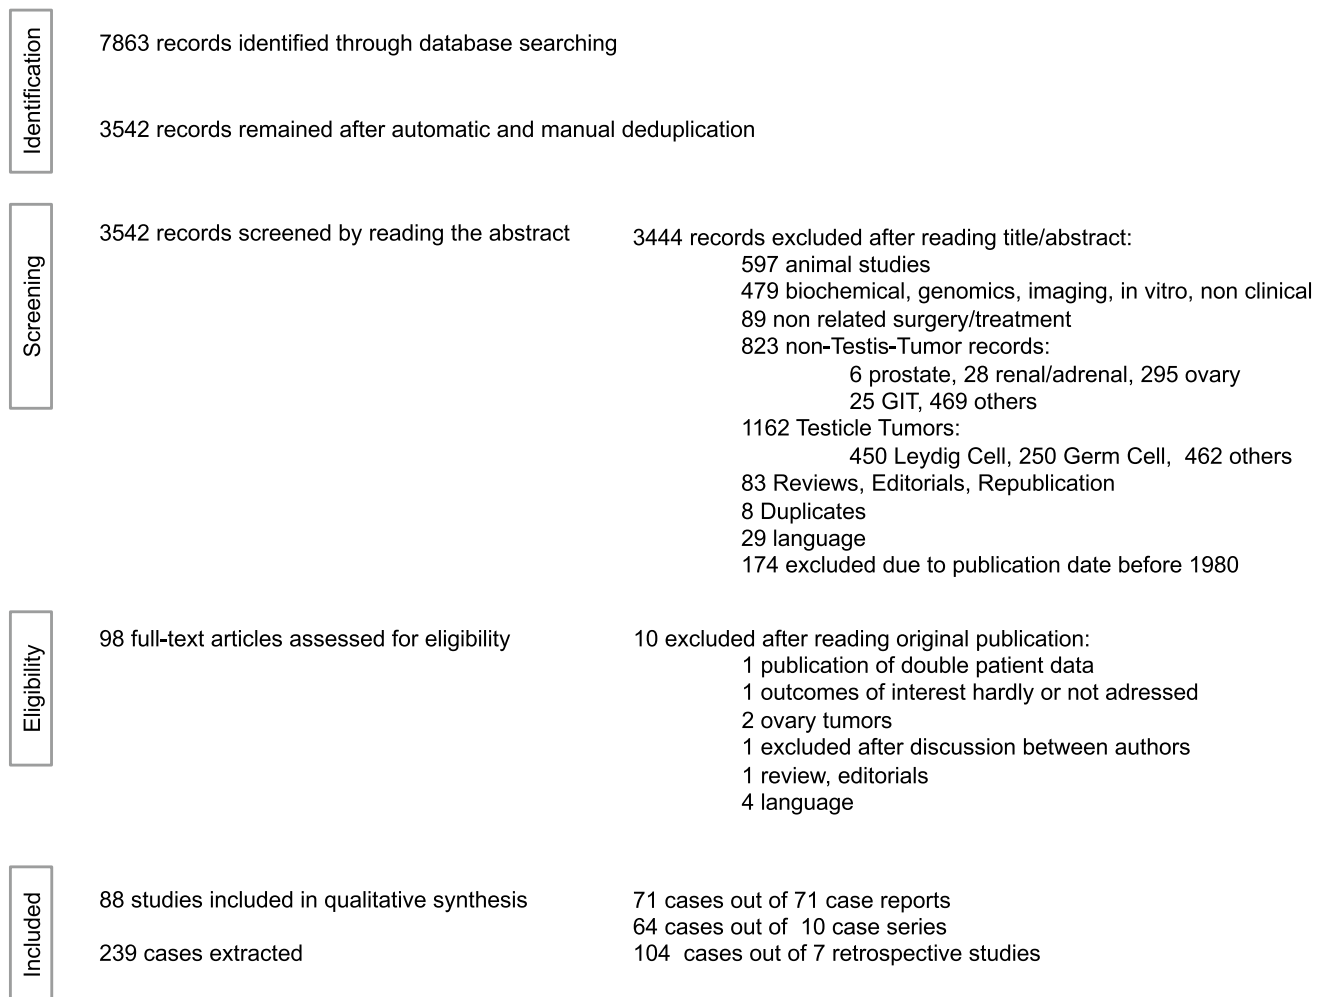 Identification
7863 records identified through database searching
3542 records remained after automatic and manual deduplication
Screening
3542 records screened by reading the abstract
3444 records excluded after reading title/abstract:
597 animal studies
479 biochemical, genomics, imaging, in vitro, non clinical
89 non related surgery/treatment
823 non-Testis-Tumor records:
6 prostate, 28 renal/adrenal, 295 ovary
25 GIT, 469 others
1162 Testicle Tumors:
450 Leydig Cell, 250 Germ Cell, 462 others
83 Reviews, Editorials, Republication
8 Duplicates
29 language
174 excluded due to publication date before 1980
Eligibility
98 full-text articles assessed for eligibility
10 excluded after reading original publication:
1 publication of double patient data
1 outcomes of interest hardly or not adressed
2 ovary tumors
1 excluded after discussion between authors
1 review, editorials
4 language
Included
88 studies included in qualitative synthesis
239 cases extracted
71 cases out of 71 case reports
64 cases out of 10 case series
104 cases out of 7 retrospective studies